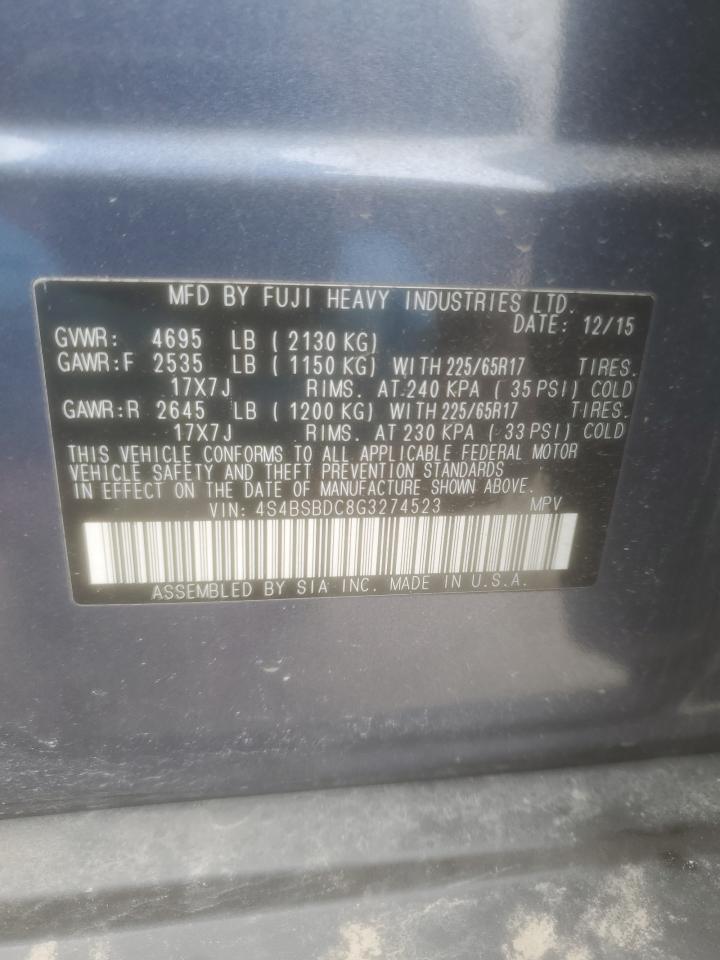 MFD BY FUJI HEAVY INDUSTRIES LTD.
DATE: 12/15
GVWR: 4695 LB ( 2130 KG)
GAWR:F 2535 LB ( 1150 KG) WITH 225/65R17 TIRES.
17X7J RIMS. AT 240 KPA ( 35 PSI) COLD
GAWR:R 2645 LB ( 1200 KG) WITH 225/65R17 TIRES.
17X7J RIMS. AT 230 KPA ( 33 PSI) COLD
THIS VEHICLE CONFORMS TO ALL APPLICABLE FEDERAL MOTOR
VEHICLE SAFETY AND THEFT PREVENTION STANDARDS
IN EFFECT ON THE DATE OF MANUFACTURE SHOWN ABOVE.
VIN: 4S4BSBDC8G3274523 MPV
ASSEMBLED BY SIA INC. MADE IN U.S.A.